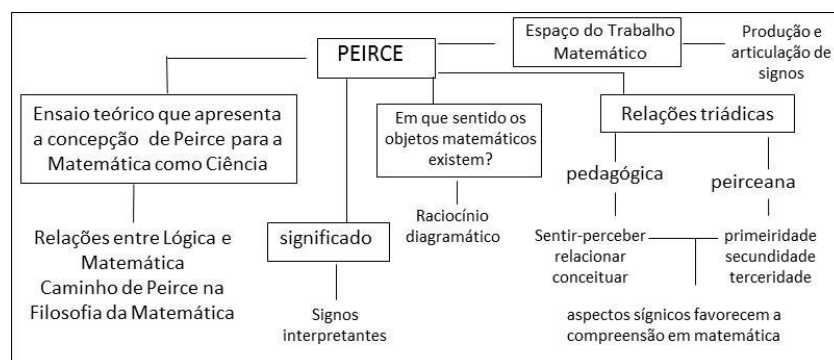 PEIRCE
Espaço do Trabalho
Matemático
Produção e
articulação de
signos
Ensaio teórico que apresenta
a concepção de Peirce para a
Matemática como Ciência
Relações entre Lógica e
Matemática
Caminho de Peirce na
Filosofia da Matemática
significado
Signos
interpretantes
Em que sentido os
objetos matemáticos
existem?
Raciocínio
diagramático
Relações triádicas
pedagógica
Sentir-perceber
relacionar
conceituar
peirceana
primeiridade
secundidade
terceridade
aspectos sígnicos favorecem a
compreensão em matemática